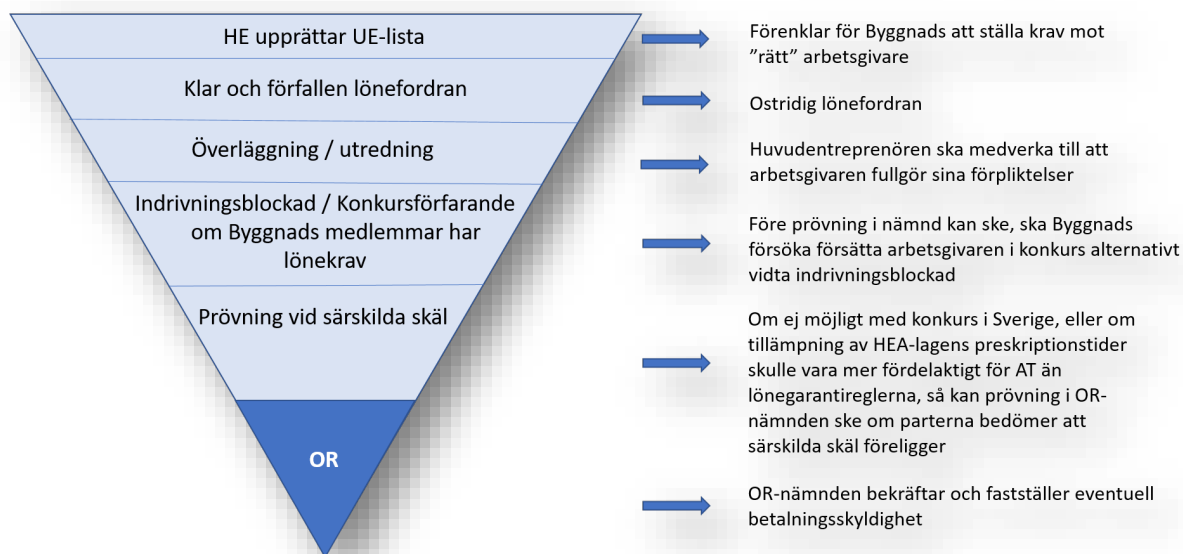 HE upprättar UE-lista
Förenklar för Byggnads att ställa krav mot
”rätt” arbetsgivare
Klar och förfallen lönefordran
Ostridig lönefordran
Överläggning / utredning
Huvudentreprenören ska medverka till att
arbetsgivaren fullgör sina förpliktelser
Indrivningsblockad / Konkursförfarande
om Byggnads medlemmar har
lönekrav
Före prövning i nämnd kan ske, ska Byggnads
försöka försätta arbetsgivaren i konkurs alternativt
vidta indrivningsblockad
Prövning vid särskilda skäl
Om ej möjligt med konkurs i Sverige, eller om
tillämpning av HEA-lagens preskriptionstider
skulle vara mer fördelaktigt för AT än
lönegarantireglerna, så kan prövning i OR-
nämnden ske om parterna bedömer att
särskilda skäl föreligger
OR
OR-nämnden bekräftar och fastställer eventuell
betalningsskyldighet